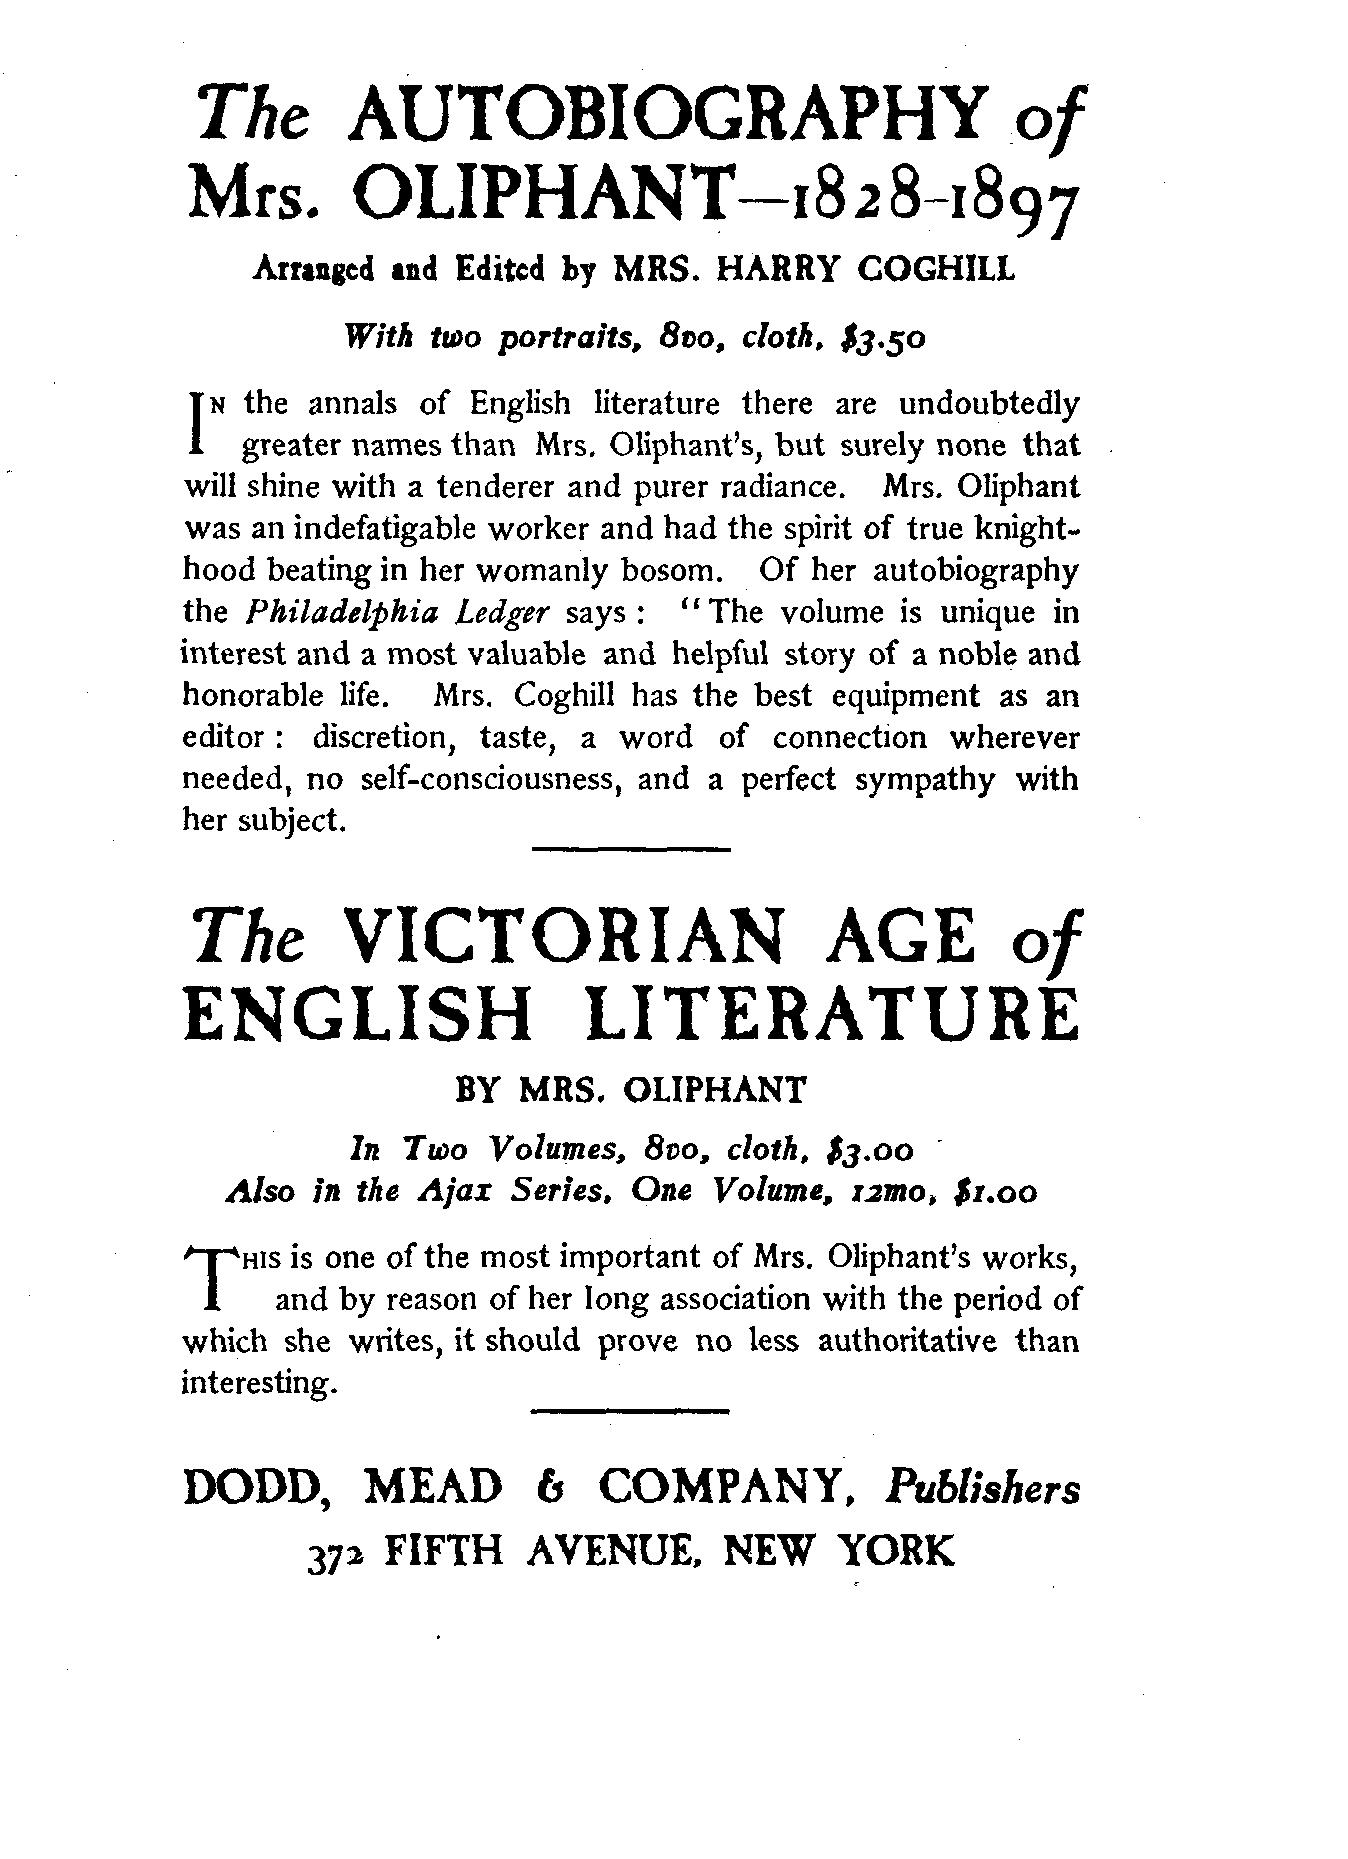 The AUTOBIOGRAPHY of
Mrs. OLIPHANT—1828-1897
Arranged and Edited by MRS. HARRY COGHILL
With two portraits, 8vo, cloth, $3.50
IN the annals of English literature there are undoubtedly
greater names than Mrs. Oliphant's, but surely none that
will shine with a tenderer and purer radiance. Mrs. Oliphant
was an indefatigable worker and had the spirit of true knight-
hood beating in her womanly bosom. Of her autobiography
the Philadelphia Ledger says : "The volume is unique in
interest and a most valuable and helpful story of a noble and
honorable life. Mrs. Coghill has the best equipment as an
editor : discretion, taste, a word of connection wherever
needed, no self-consciousness, and a perfect sympathy with
her subject.
The VICTORIAN AGE of
ENGLISH LITERATURE
BY MRS. OLIPHANT
In Two Volumes, 8vo, cloth, $3.00
Also in the Ajax Series, One Volume, 12mo, $1.00
THIS is one of the most important of Mrs. Oliphant's works,
and by reason of her long association with the period of
which she writes, it should prove no less authoritative than
interesting.
DODD, MEAD & COMPANY, Publishers
372 FIFTH AVENUE, NEW YORK